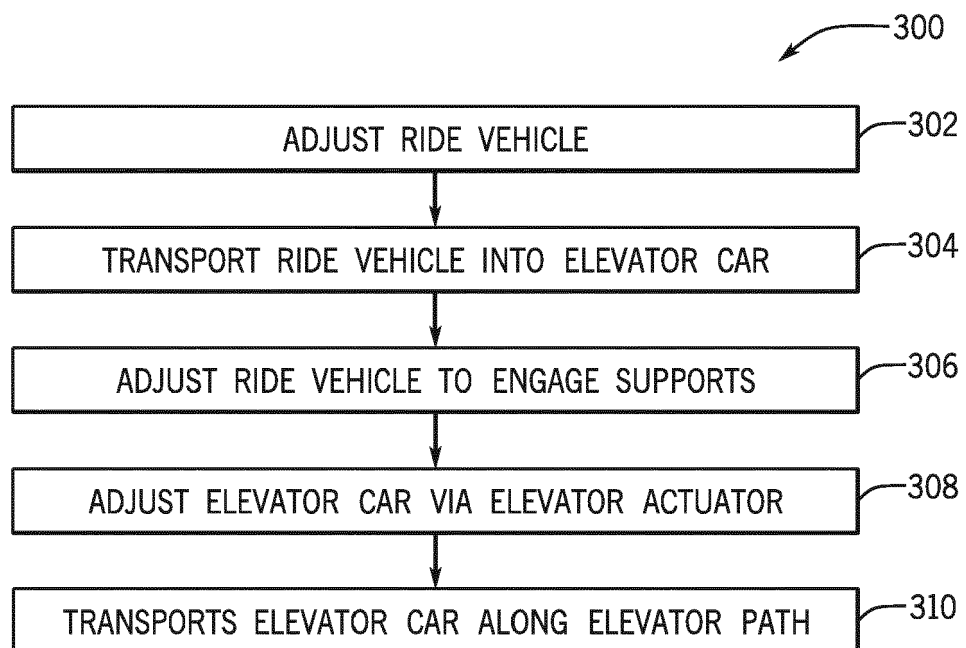 300
ADJUST RIDE VEHICLE
302
TRANSPORT RIDE VEHICLE INTO ELEVATOR CAR
304
ADJUST RIDE VEHICLE TO ENGAGE SUPPORTS
306
ADJUST ELEVATOR CAR VIA ELEVATOR ACTUATOR
308
TRANSPORTS ELEVATOR CAR ALONG ELEVATOR PATH
310